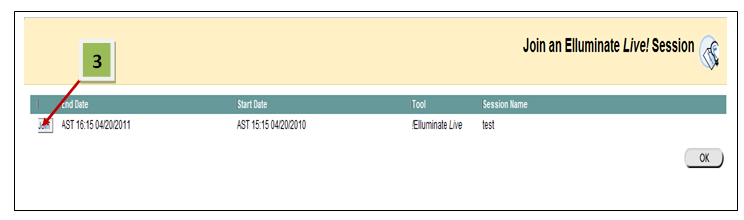 Join an Elluminate Live! Session
3
End Date Start Date Tool Session Name
Join AST 16:15 04/20/2011 AST 15:15 04/20/2010 !Elluminate Live test
OK